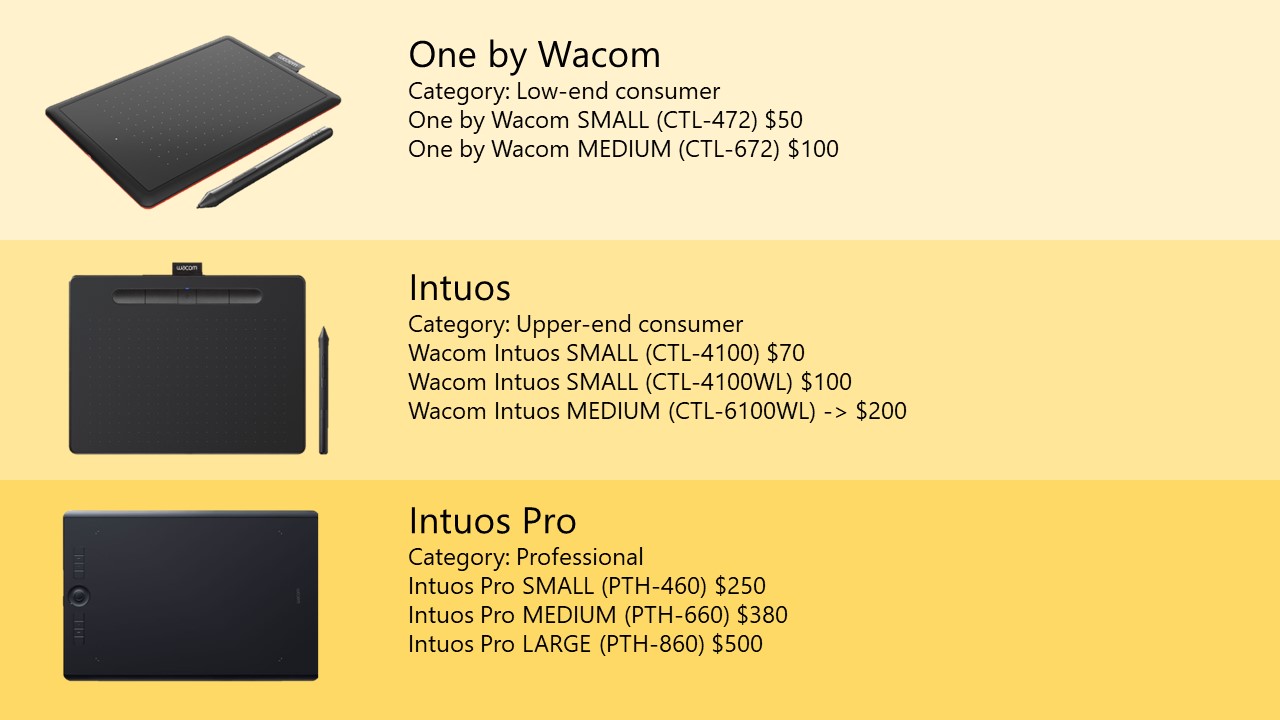 One by Wacom
Category: Low-end consumer
One by Wacom SMALL (CTL-472) $50
One by Wacom MEDIUM (CTL-672) $100
wacom
Intuos
Category: Upper-end consumer
Wacom Intuos SMALL (CTL-4100) $70
Wacom Intuos SMALL (CTL-4100WL) $100
Wacom Intuos MEDIUM (CTL-6100WL) -> $200
Intuos Pro
Category: Professional
Intuos Pro SMALL (PTH-460) $250
Intuos Pro MEDIUM (PTH-660) $380
Intuos Pro LARGE (PTH-860) $500